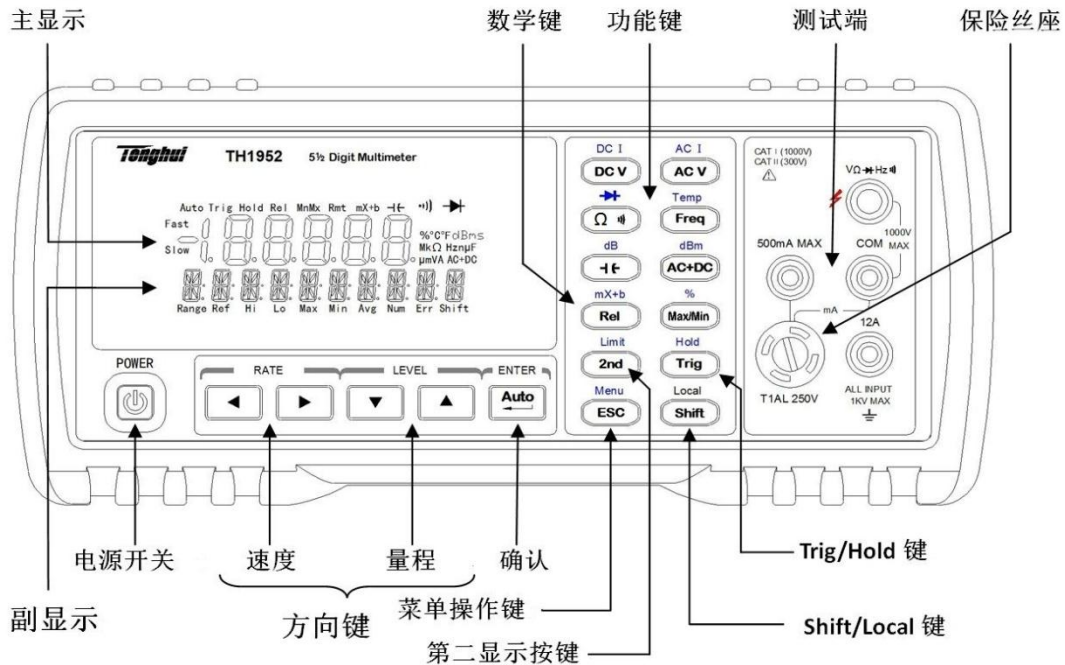 主显示
数学键
功能键
测试端
保险丝座
Tonghui TH1952 5½ Digit Multimeter
Auto Trig Hold Rel MnMx Rmt mX+b
Fast
Slow
%°C°FdBms
MkΩ HznμF
μmVA AC+DC
Range Ref Hi Lo Max Min Avg Num Err Shift
POWER
RATE
LEVEL
ENTER
Auto
DC I
AC I
DC V
AC V
Temp
Ω
Freq
dB
dBm
AC+DC
mX+b
%
Rel
Max/Min
Limit
Hold
2nd
Trig
Menu
Local
ESC
Shift
CAT I (1000V)
CAT II (300V)
VΩ Hz
1000V
MAX
500mA MAX
COM
mA
12A
T1AL 250V
ALL INPUT
1KV MAX
电源开关
速度
量程
确认
Trig/Hold 键
副显示
方向键
菜单操作键
Shift/Local 键
第二显示按键